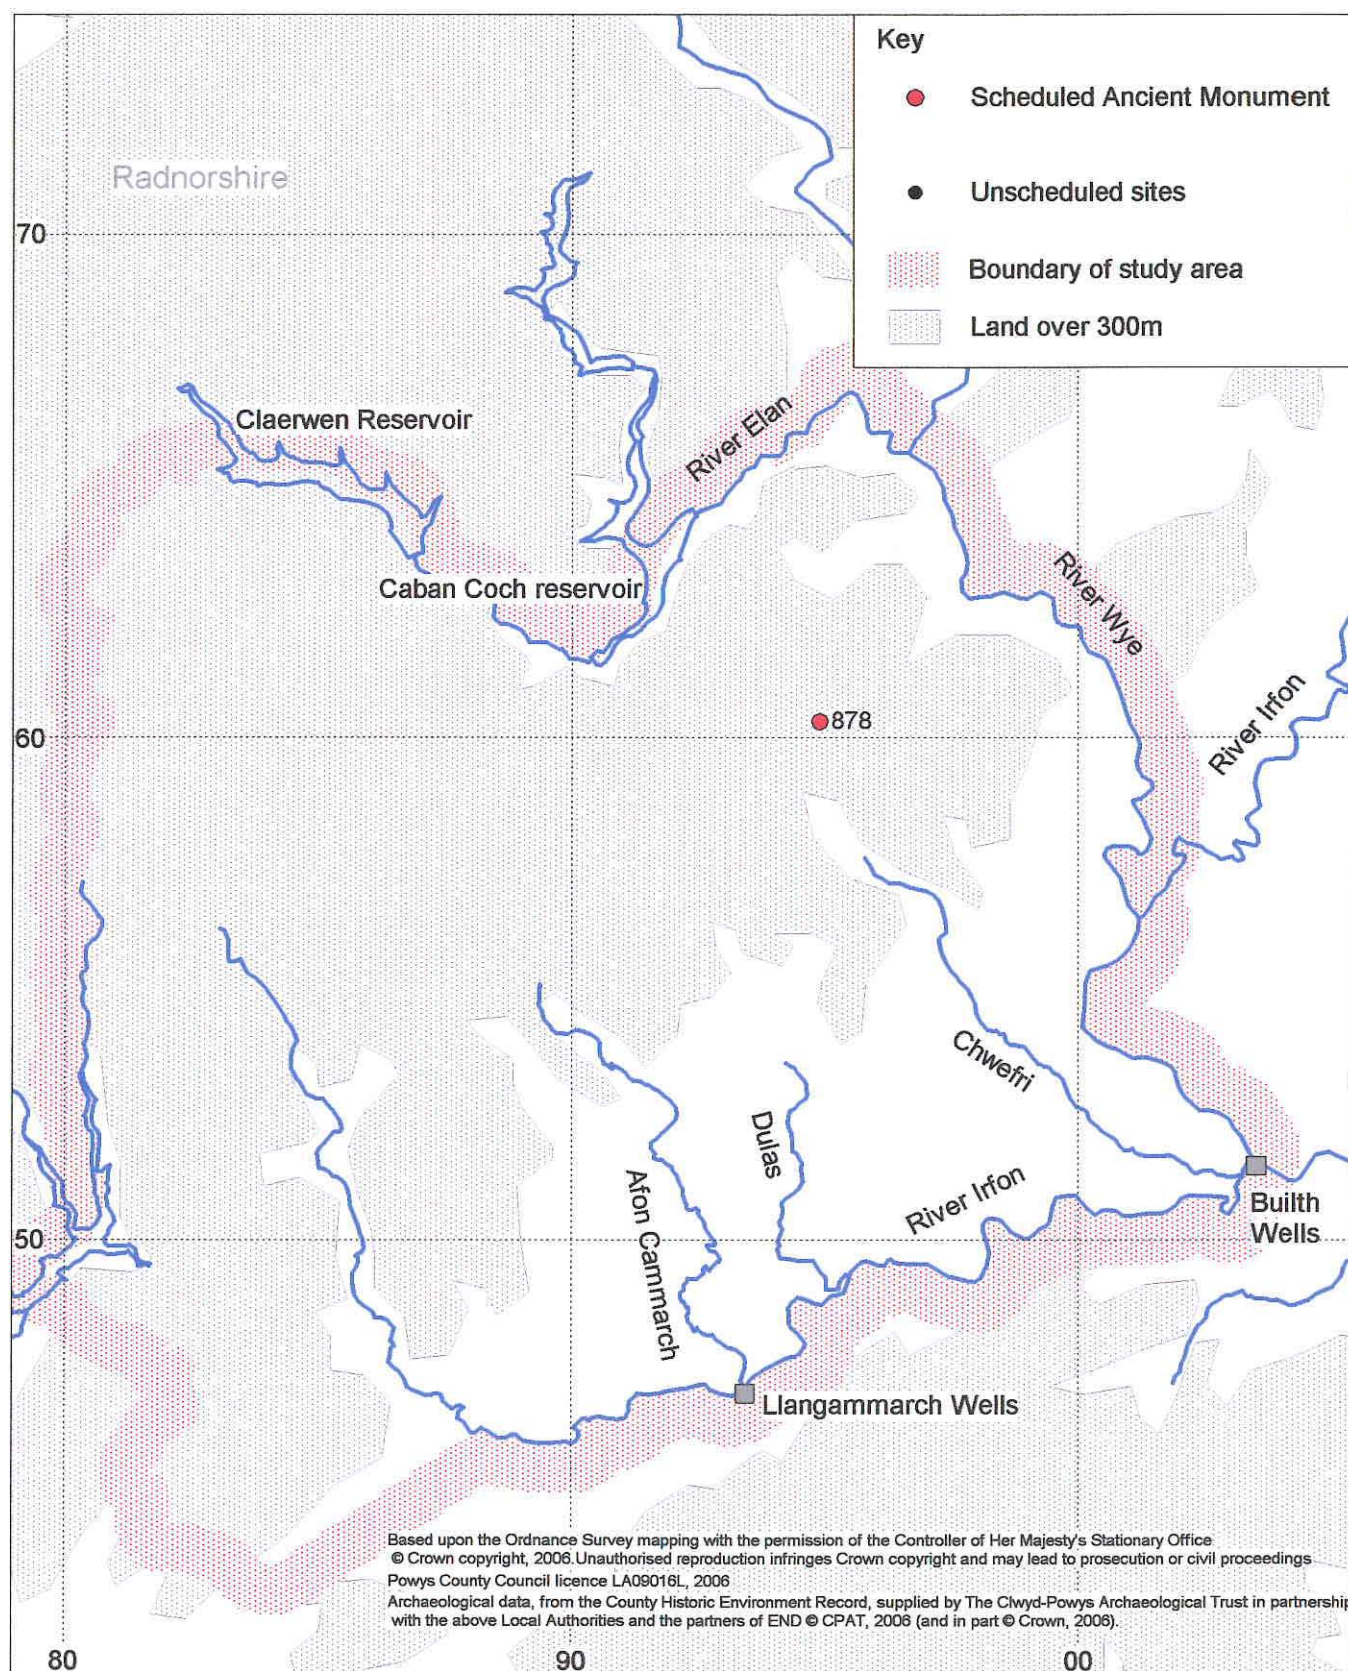 Key
Scheduled Ancient Monument
Unscheduled sites
Boundary of study area
Land over 300m
Radnorshire
70
Claerwen Reservoir
River Elan
Caban Coch reservoir
River Wye
River Irfon
878
60
Chwefri
Dulas
Afon Cammarch
River Irfon
Builth
Wells
50
Llangammarch Wells
Based upon the Ordnance Survey mapping with the permission of the Controller of Her Majesty's Stationary Office
© Crown copyright, 2006.Unauthorised reproduction infringes Crown copyright and may lead to prosecution or civil proceedings
Powys County Council licence LA09016L, 2006
Archaeological data, from the County Historic Environment Record, supplied by The Clwyd-Powys Archaeological Trust in partnership
with the above Local Authorities and the partners of END © CPAT, 2006 (and in part © Crown, 2006).
80
90
00